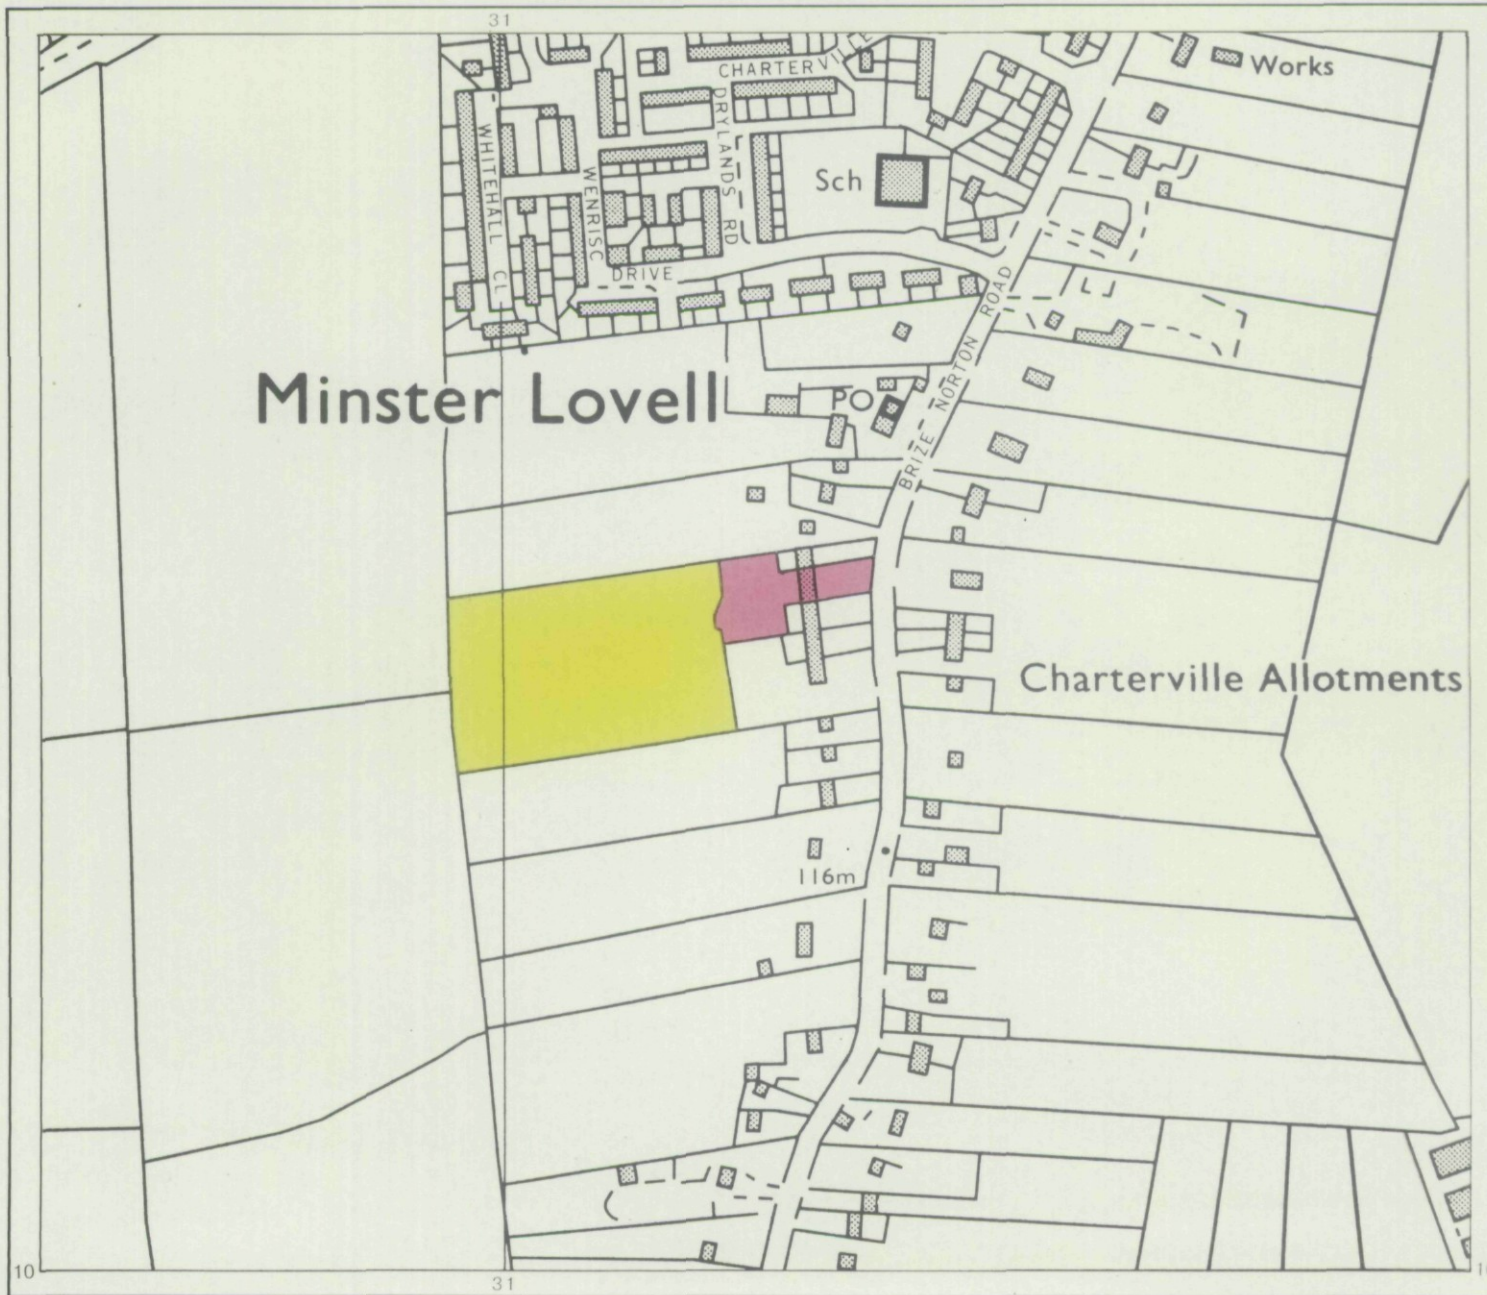 31
CHARTERVILLE
Works
WHITEHALL CL
WENRISC
DRIVE
DRYLANDS RD
Sch
Minster Lovell
PO
BRIZE NORTON ROAD
Charterville Allotments
116m
10
31